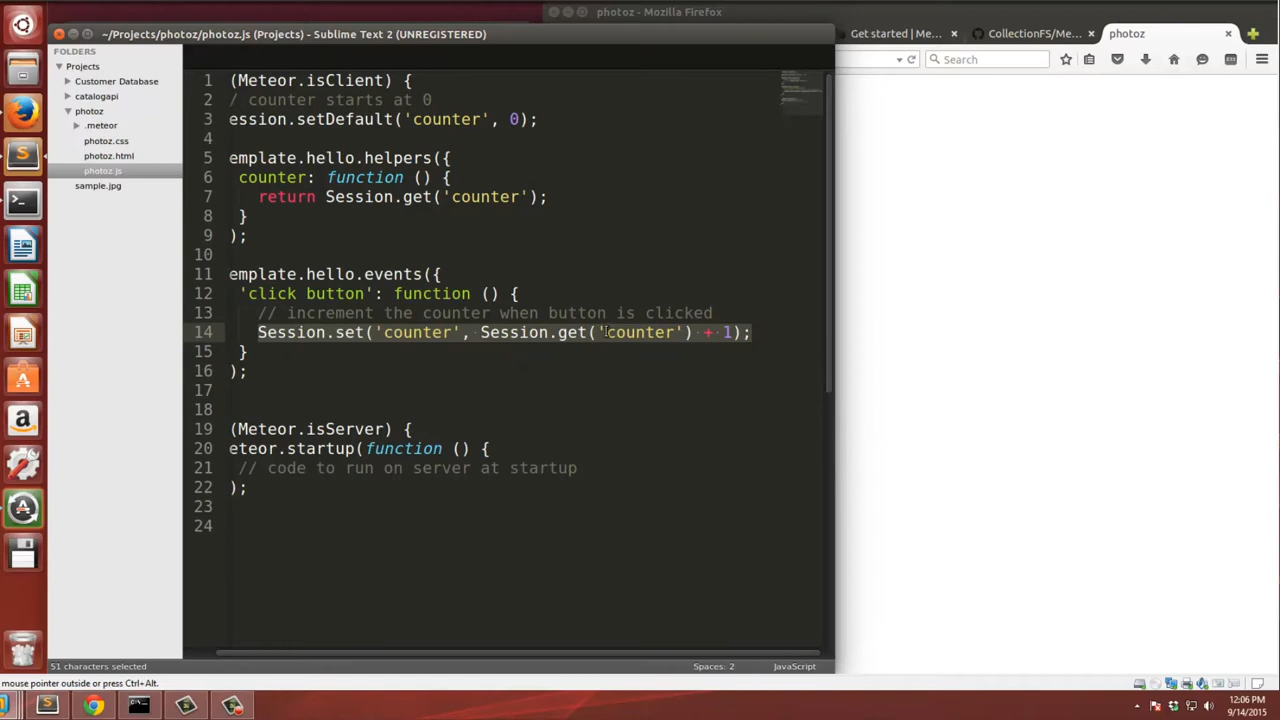 photoz - Mozilla Firefox
~/Projects/photoz/photoz.js (Projects) - Sublime Text 2 (UNREGISTERED)
Get started | Me...
CollectionFS/Me...
photoz
Search
FOLDERS
Projects
Customer Database
catalogapi
photoz
.meteor
photoz.css
photoz.html
photoz.js
sample.jpg
1 (Meteor.isClient) {
2 / counter starts at 0
3 ession.setDefault('counter', 0);
4
5 emplate.hello.helpers({
6 counter: function () {
7 return Session.get('counter');
8 }
9 );
10
11 emplate.hello.events({
12 'click button': function () {
13 // increment the counter when button is clicked
14 Session.set('counter', Session.get('counter') + 1);
15 }
16 );
17
18
19 (Meteor.isServer) {
20 eteor.startup(function () {
21 // code to run on server at startup
22 );
23
24
51 characters selected
Spaces: 2
JavaScript
mouse pointer outside or press Ctrl+Alt.
12:06 PM
9/14/2015